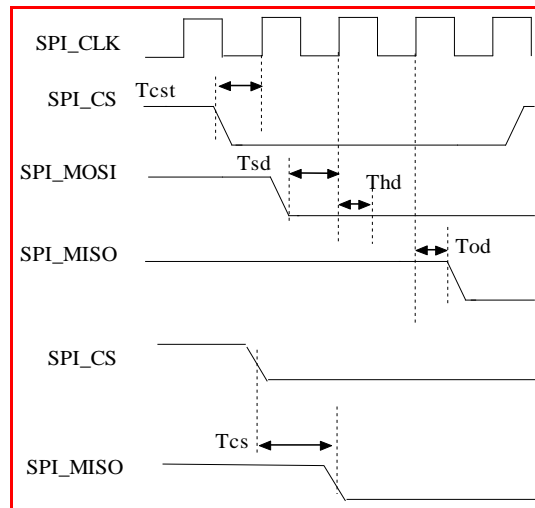 SPI_CLK
Tcst
SPI_CS
Tsd
SPI_MOSI
Thd
Tod
SPI_MISO
SPI_CS
Tcs
SPI_MISO